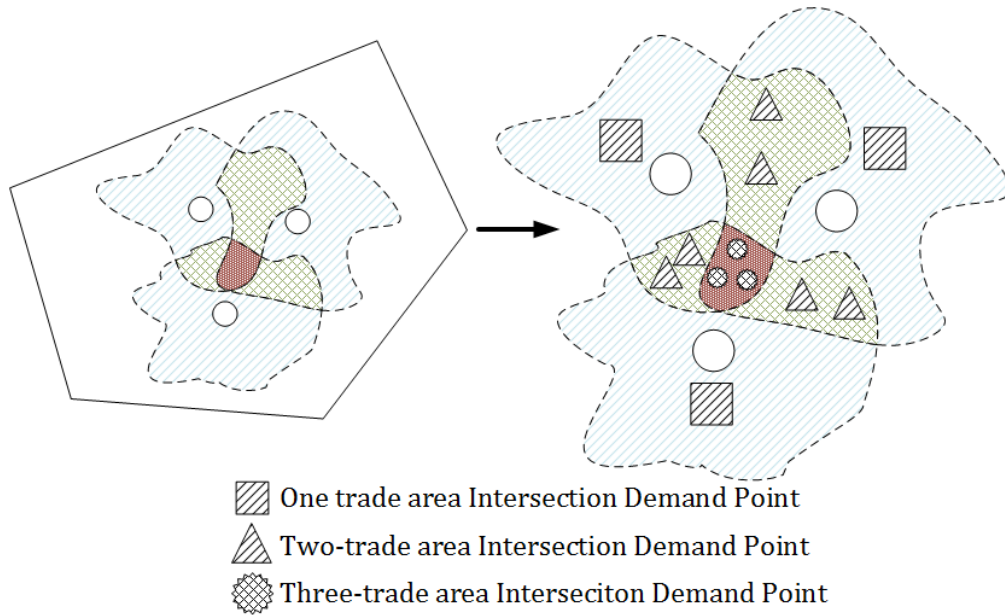 One trade area Intersection Demand Point
Two-trade area Intersection Demand Point
Three-trade area Interseciton Demand Point